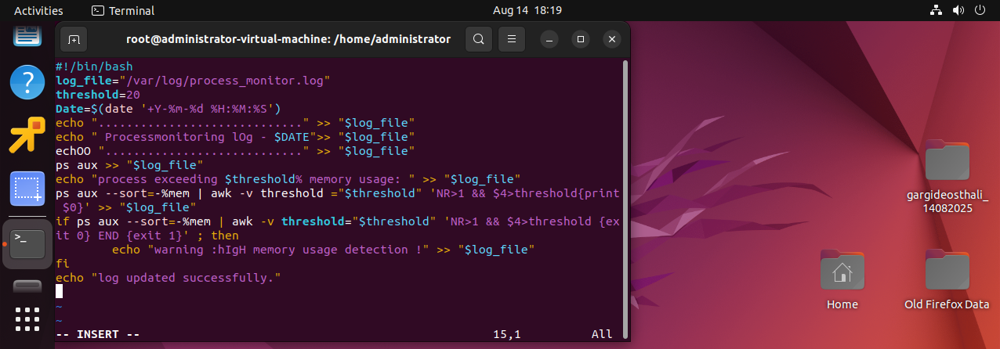 Activities
Terminal
Aug 14 18:19
root@administrator-virtual-machine: /home/administrator
#!/bin/bash
log_file="/var/log/process_monitor.log"
threshold=20
Date=$(date '+Y-%m-%d %H:%M:%S')
echo "............................." >> "$log_file"
echo " Processmonitoring lOg - $DATE">> "$log_file"
echOO "............................" >> "$log_file"
ps aux >> "$log_file"
echo "process exceeding $threshold% memory usage: " >> "$log_file"
ps aux --sort=-%mem | awk -v threshold ="$threshold" 'NR>1 && $4>threshold{print
 $0}' >> "$log_file"
if ps aux --sort=-%mem | awk -v threshold="$threshold" 'NR>1 && $4>threshold {ex
it 0} END {exit 1}' ; then
        echo "warning :hIgH memory usage detection !" >> "$log_file"
fi
echo "log updated successfully."
~
~
-- INSERT --
15,1
All
gargideosthali_
14082025
Home
Old Firefox Data